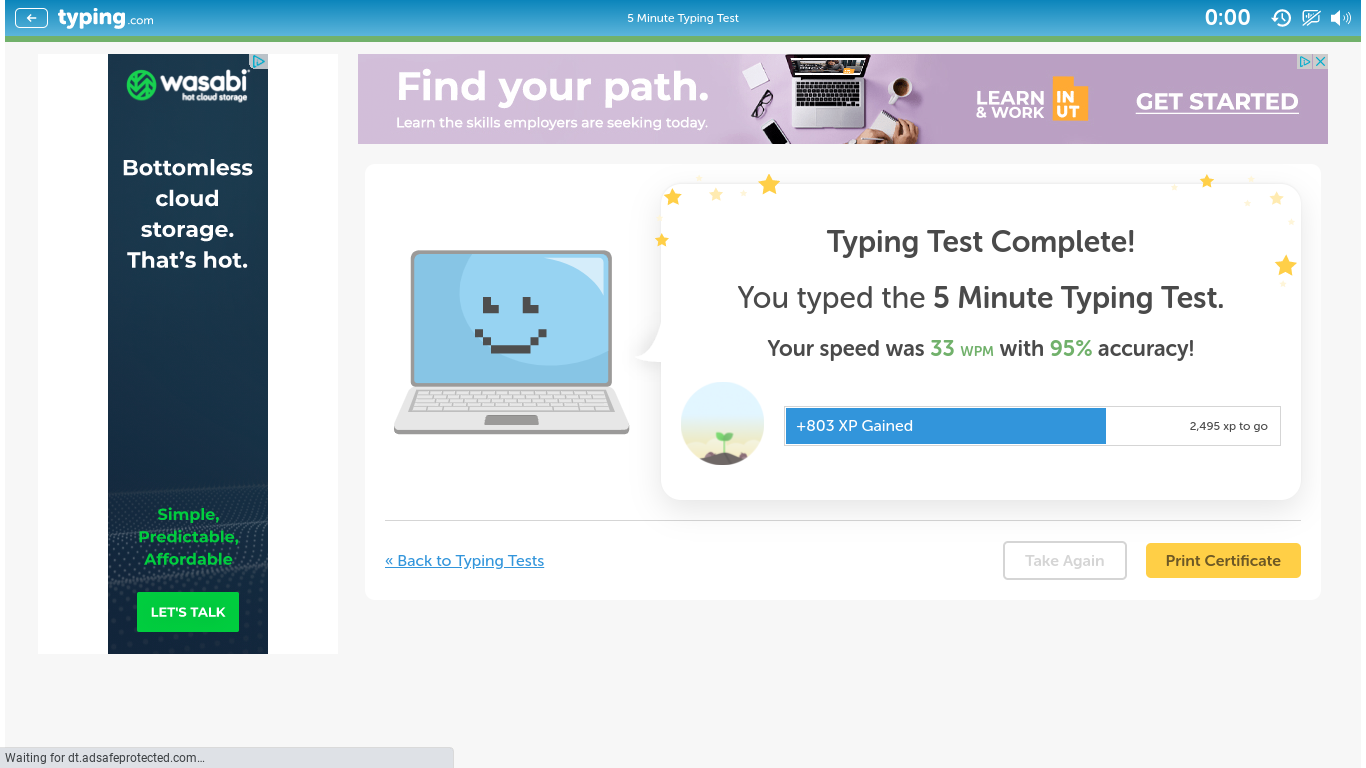 typing.com
5 Minute Typing Test
0:00
wasabi
hot cloud storage
Bottomless
cloud
storage.
That's hot.
Simple,
Predictable,
Affordable
LET'S TALK
Find your path.
Learn the skills employers are seeking today.
LEARN
& WORK
IN
UT
GET STARTED
Typing Test Complete!
You typed the 5 Minute Typing Test.
Your speed was 33 WPM with 95% accuracy!
+803 XP Gained
2,495 xp to go
« Back to Typing Tests
Take Again
Print Certificate
Waiting for dt.adsafeprotected.com...